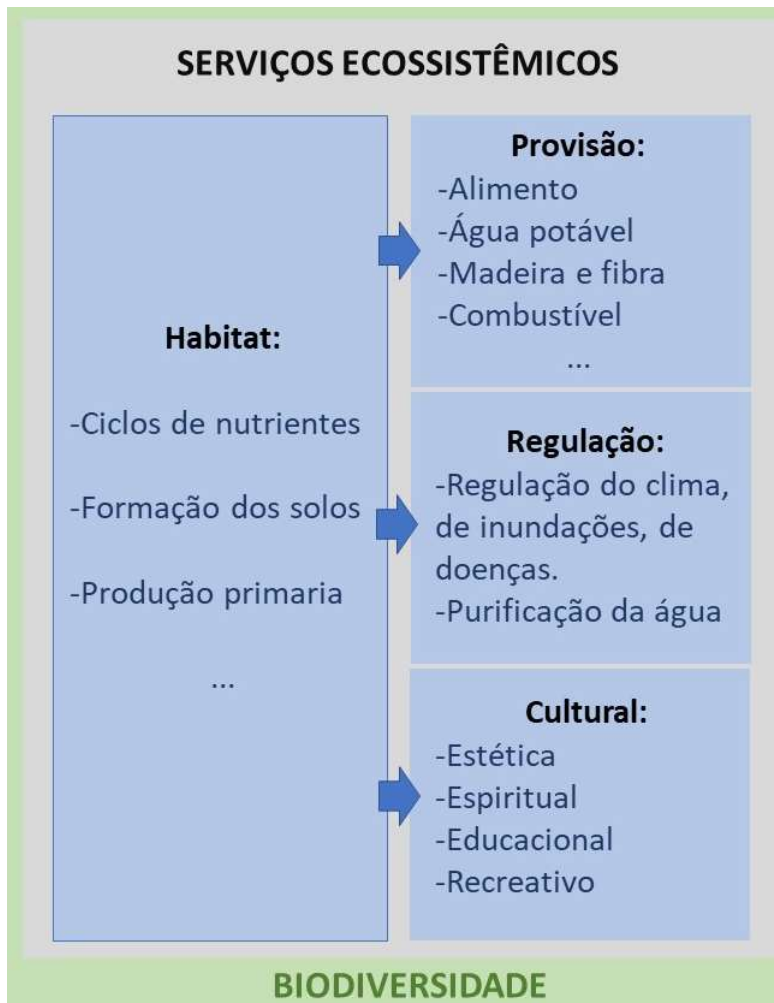 SERVIÇOS ECOSSISTÊMICOS
Habitat:
-Ciclos de nutrientes
-Formação dos solos
-Produção primaria
...
Provisão:
-Alimento
-Água potável
-Madeira e fibra
-Combustível
...
Regulação:
-Regulação do clima,
de inundações, de
doenças.
-Purificação da água
Cultural:
-Estética
-Espiritual
-Educacional
-Recreativo
BIODIVERSIDADE